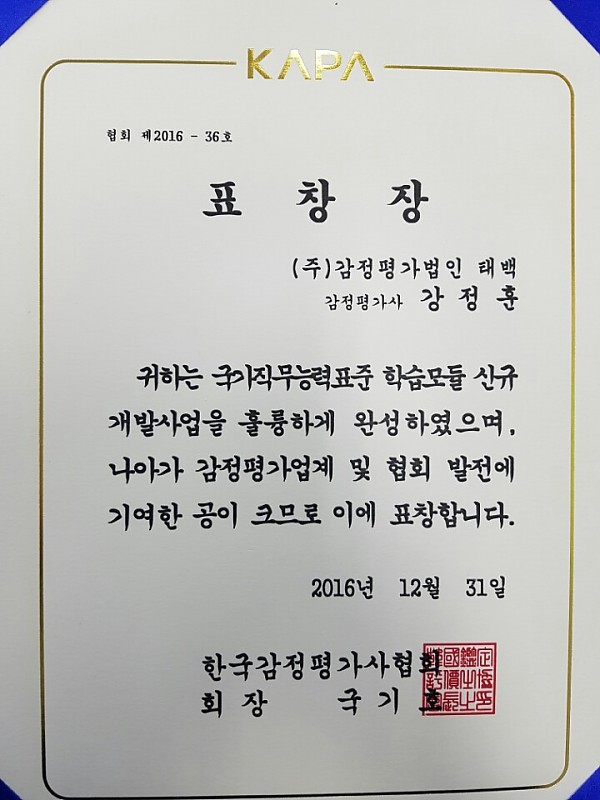 KAPA
협회 제2016 - 36호
표 창 장
(주)감정평가법인 태백
감정평가사 강 정 훈
귀하는 국가직무능력표준 학습모듈 신규
개발사업을 훌륭하게 완성하였으며,
나아가 감정평가업계 및 협회 발전에
기여한 공이 크므로 이에 표창합니다.
2016년 12월 31일
한국감정평가사협회
회 장 국 기 호